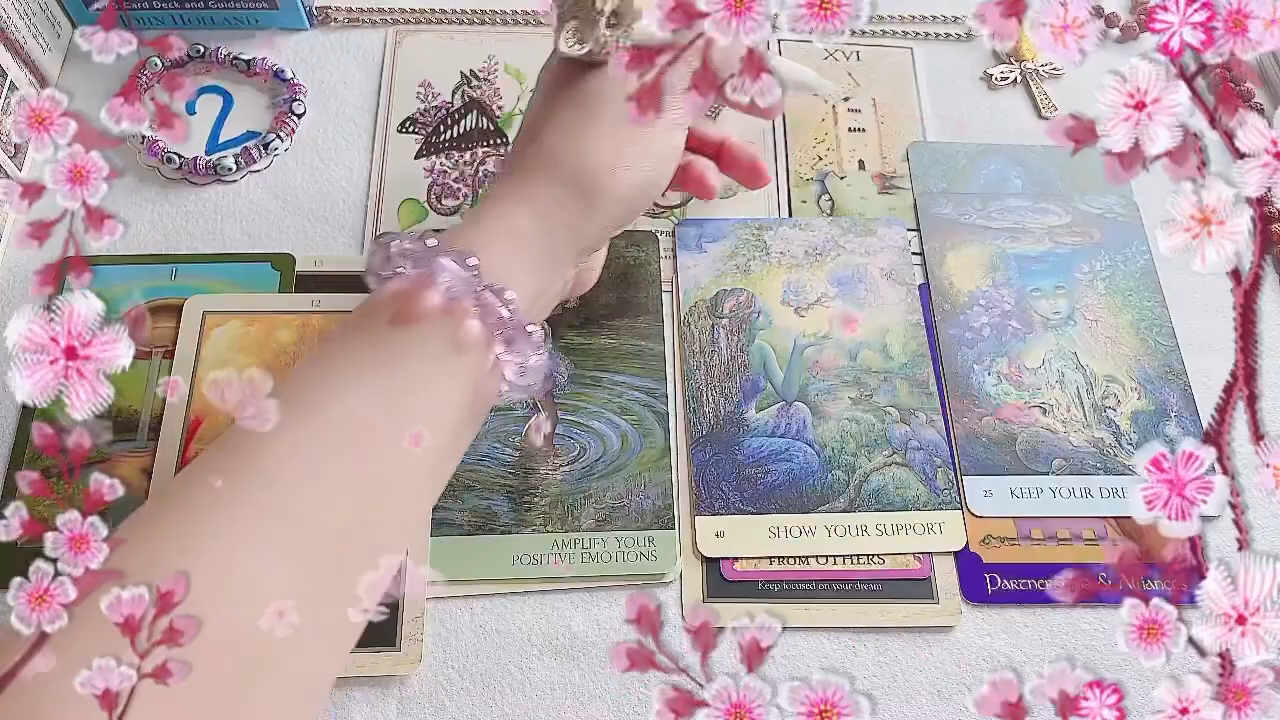 Card Deck and Guidebook
JOHN HOLLAND
2
XVI
13
12
AMPLIFY YOUR
POSITIVE EMOTIONS
40 SHOW YOUR SUPPORT
FROM OTHERS
Keep focused on your dream
25 KEEP YOUR
Partnerships & Alliances